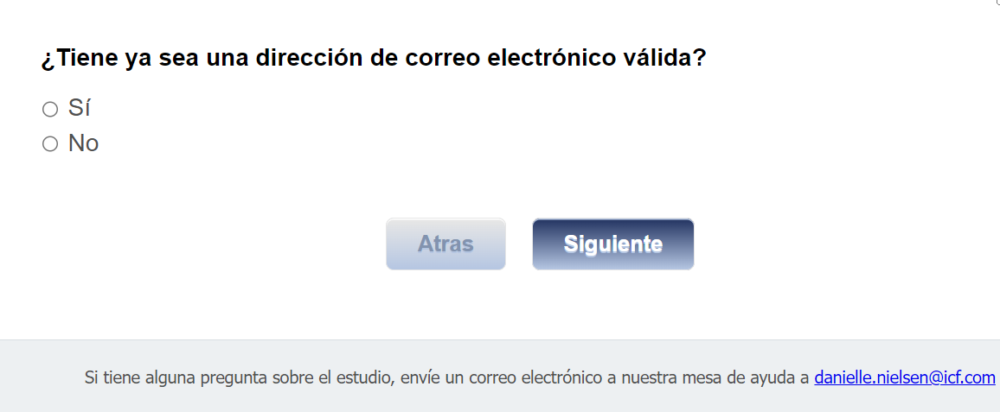 ¿Tiene ya sea una dirección de correo electrónico válida?
Sí
No
Atras
Siguiente
Si tiene alguna pregunta sobre el estudio, envíe un correo electrónico a nuestra mesa de ayuda a danielle.nielsen@icf.com